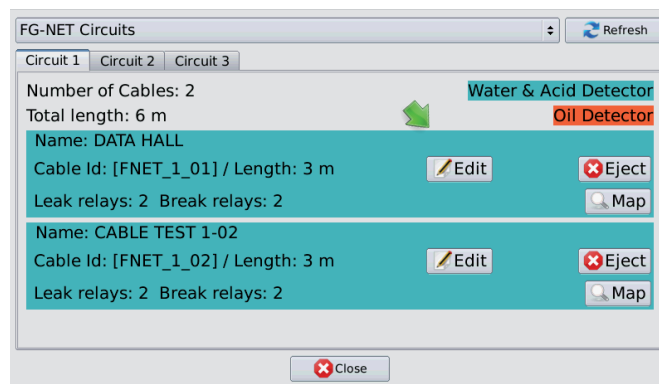 FG-NET Circuits
Refresh
Circuit 1 Circuit 2 Circuit 3
Number of Cables: 2 Water & Acid Detector
Total length: 6 m Oil Detector
Name: DATA HALL
Cable Id: [FNET_1_01] / Length: 3 m Edit Eject
Leak relays: 2 Break relays: 2 Map
Name: CABLE TEST 1-02
Cable Id: [FNET_1_02] / Length: 3 m Edit Eject
Leak relays: 2 Break relays: 2 Map
Close